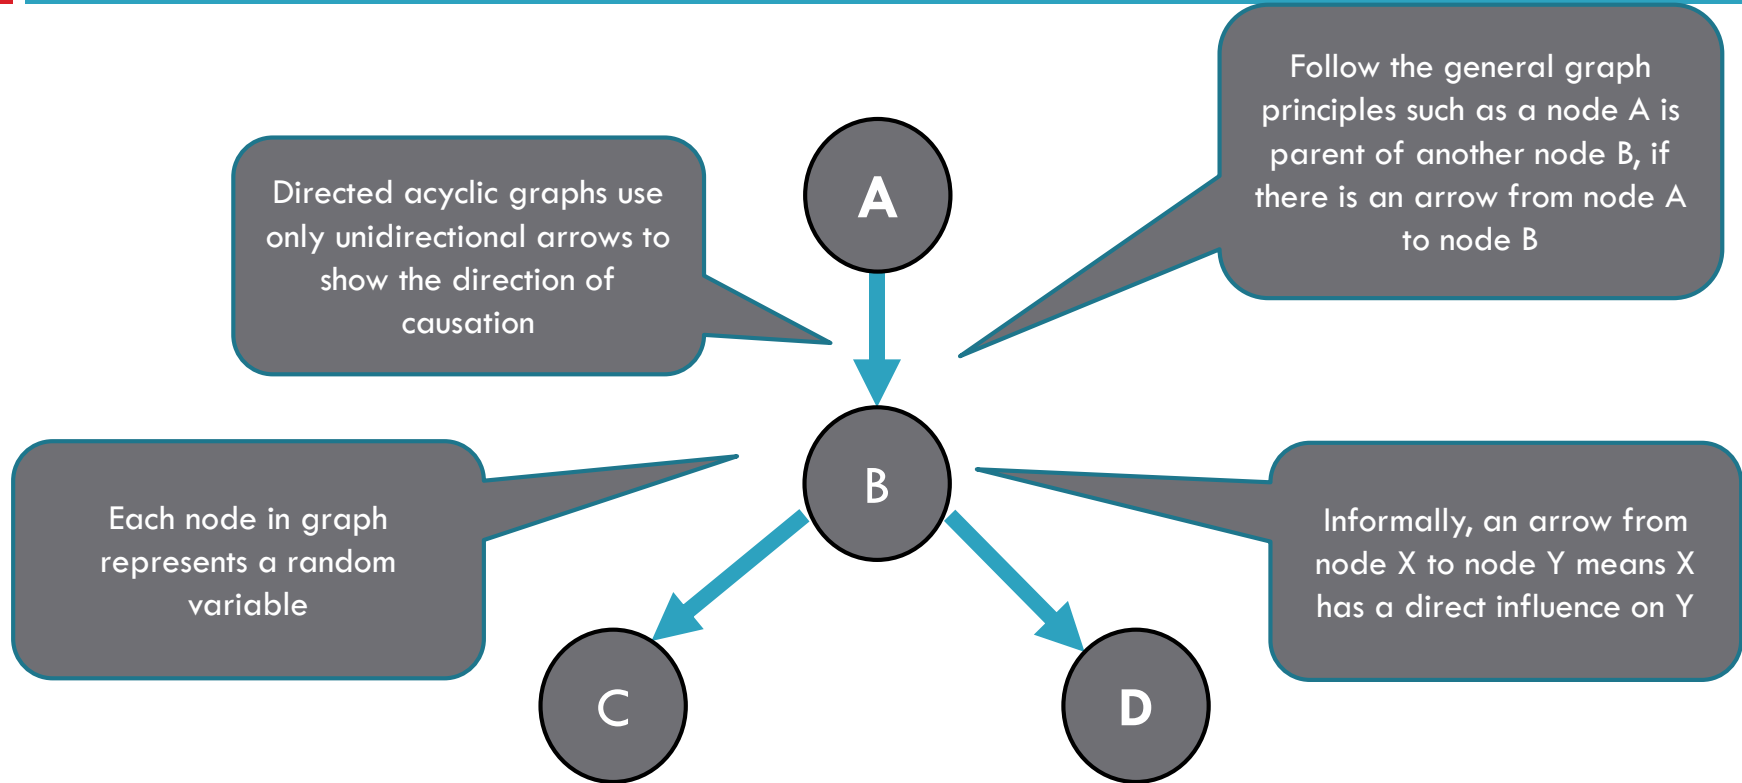 Follow the general graph
principles such as a node A is
parent of another node B, if
there is an arrow from node A
to node B
Directed acyclic graphs use
only unidirectional arrows to
show the direction of
causation
A
B
Each node in graph
represents a random
variable
Informally, an arrow from
node X to node Y means X
has a direct influence on Y
C
D